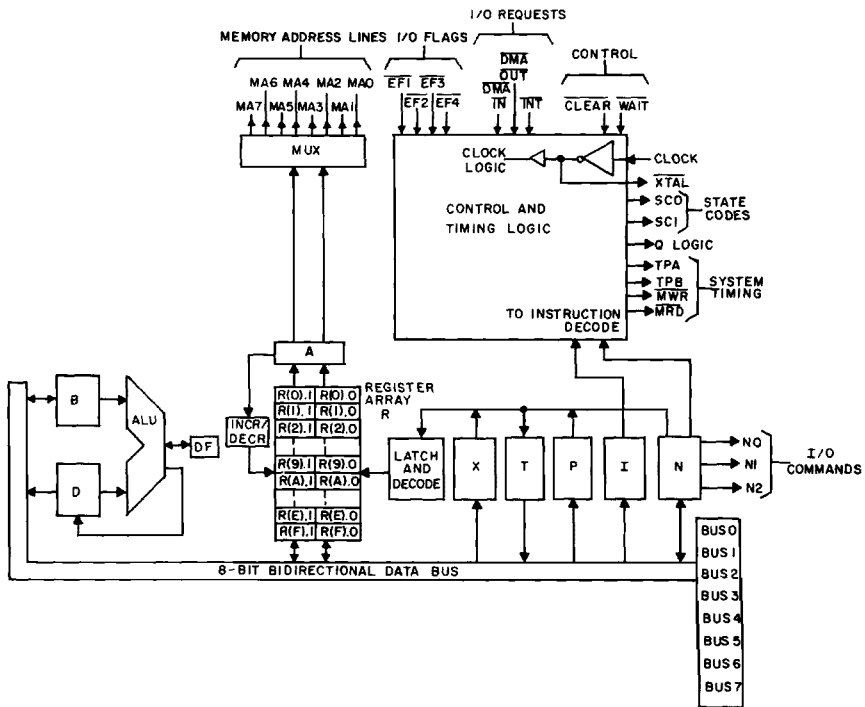 I/O REQUESTS
MEMORY ADDRESS LINES I/O FLAGS
CONTROL
DMA OUT
MA6 MA4 MA2 MA0
EF1 EF3
DMA IN
MA7 MA5 MA3 MA1
EF2 EF4
INT
CLEAR WAIT
MUX
CLOCK LOGIC
CLOCK
XTAL
SC0
SC1
STATE CODES
CONTROL AND TIMING LOGIC
Q LOGIC
TPA
TPB
MWR
MRD
SYSTEM TIMING
TO INSTRUCTION DECODE
A
REGISTER ARRAY R
R(0).1 R(0).0
R(1).1 R(1).0
R(2).1 R(2).0
R(9).1 R(9).0
R(A).1 R(A).0
R(E).1 R(E).0
R(F).1 R(F).0
B
ALU
DF
INCR/DECR
D
LATCH AND DECODE
X
T
P
I
N
N0
N1
N2
I/O COMMANDS
8-BIT BIDIRECTIONAL DATA BUS
BUS 0
BUS 1
BUS 2
BUS 3
BUS 4
BUS 5
BUS 6
BUS 7